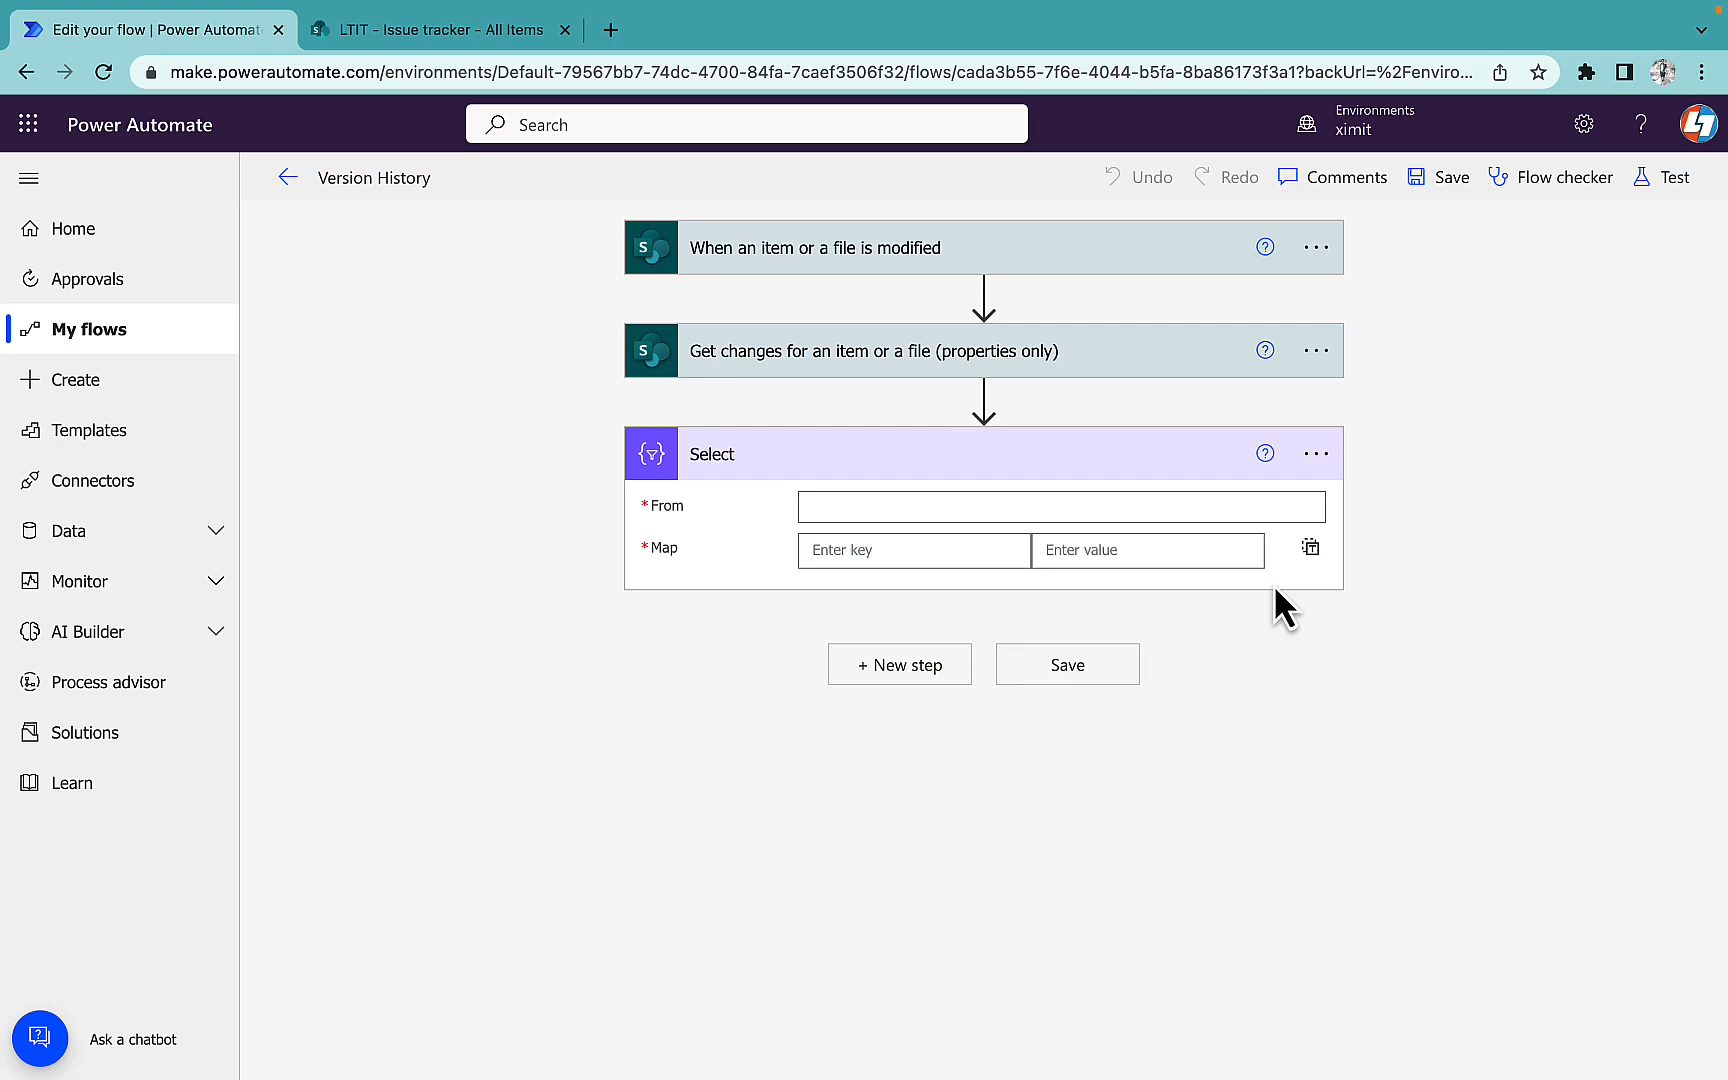 Edit your flow | Power Automat
LTIT - Issue tracker - All Items
make.powerautomate.com/environments/Default-79567bb7-74dc-4700-84fa-7caef3506f32/flows/cada3b55-7f6e-4044-b5fa-8ba86173f3a1?backUrl=%2Fenviro...
Power Automate
Search
Environments
ximit
Version History
Undo
Redo
Comments
Save
Flow checker
Test
Home
Approvals
My flows
Create
Templates
Connectors
Data
Monitor
AI Builder
Process advisor
Solutions
Learn
Ask a chatbot
S
When an item or a file is modified
S
Get changes for an item or a file (properties only)
Select
*From
*Map
Enter key
Enter value
+ New step
Save